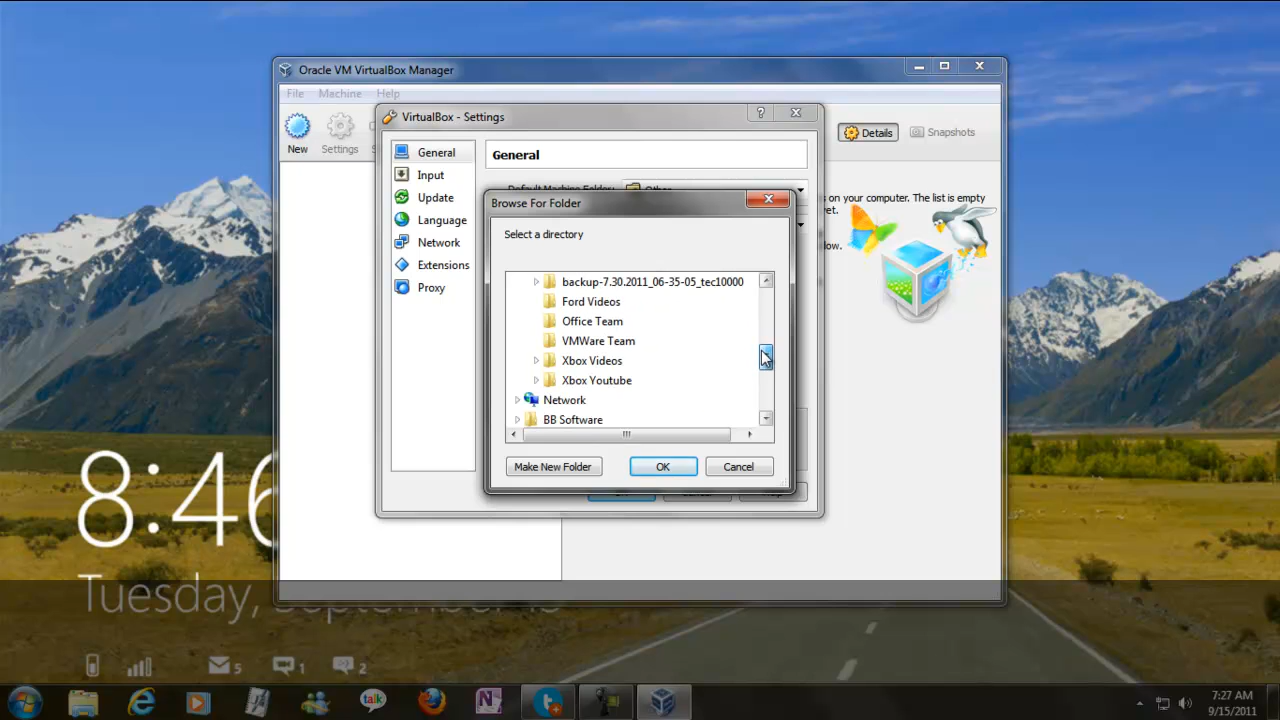 Oracle VM VirtualBox Manager
File Machine Help
VirtualBox - Settings
New
Settings
Details
Snapshots
General
Input
Update
Language
Network
Extensions
Proxy
General
Default Machine Folder: Other...
on your computer. The list is empty
Browse For Folder
Select a directory
backup-7.30.2011_06-35-05_tec10000
Ford Videos
Office Team
VMWare Team
Xbox Videos
Xbox Youtube
Network
BB Software
Make New Folder
OK
Cancel
8:46
Tuesday,
5
1
2
talk
7:27 AM
9/15/2011